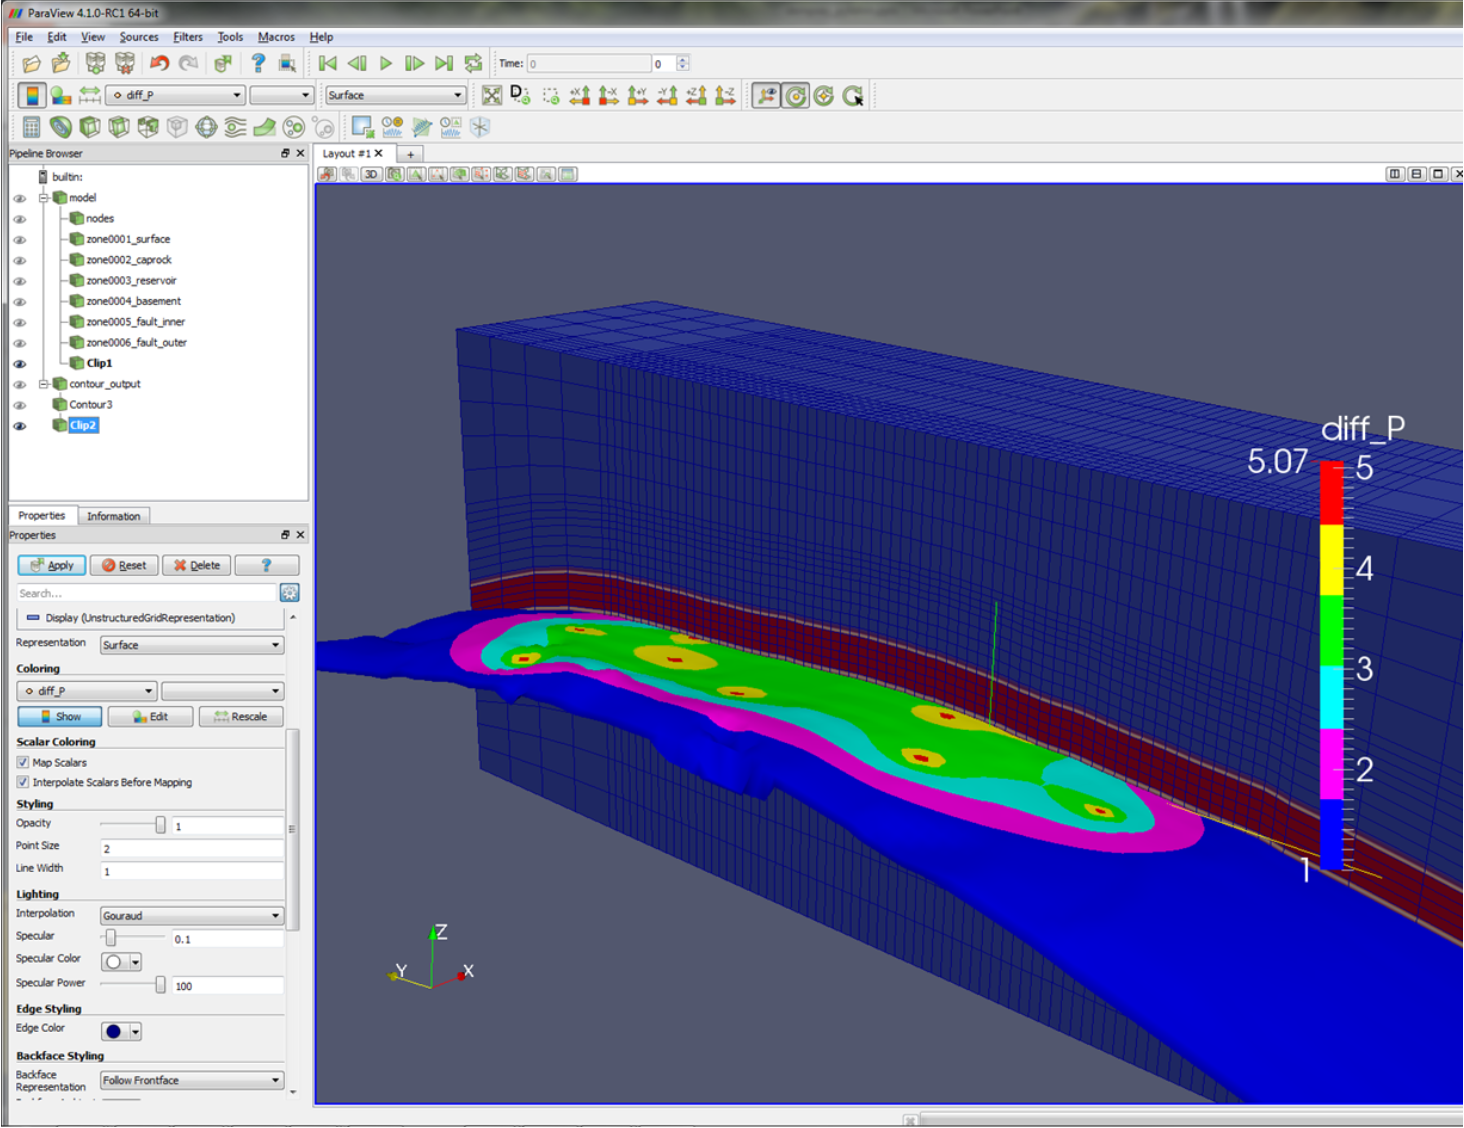 ParaView 4.1.0-RC1 64-bit
File Edit View Sources Filters Tools Macros Help
Time: 0 0
diff_P Surface
Pipeline Browser
Layout #1
3D
builtin:
model
nodes
zone0001_surface
zone0002_caprock
zone0003_reservoir
zone0004_basement
zone0005_fault_inner
zone0006_fault_outer
Clip1
contour_output
Contour3
Clip2
Properties Information
Properties
Apply Reset Delete ?
Search...
Display (UnstructuredGridRepresentation)
Representation Surface
Coloring
diff_P
Show Edit Rescale
Scalar Coloring
Map Scalars
Interpolate Scalars Before Mapping
Styling
Opacity 1
Point Size 2
Line Width 1
Lighting
Interpolation Gouraud
Specular 0.1
Specular Color
Specular Power 100
Edge Styling
Edge Color
Backface Styling
Backface
Representation Follow Frontface
diff_P
5.07 5
4
3
2
1
Z
Y X